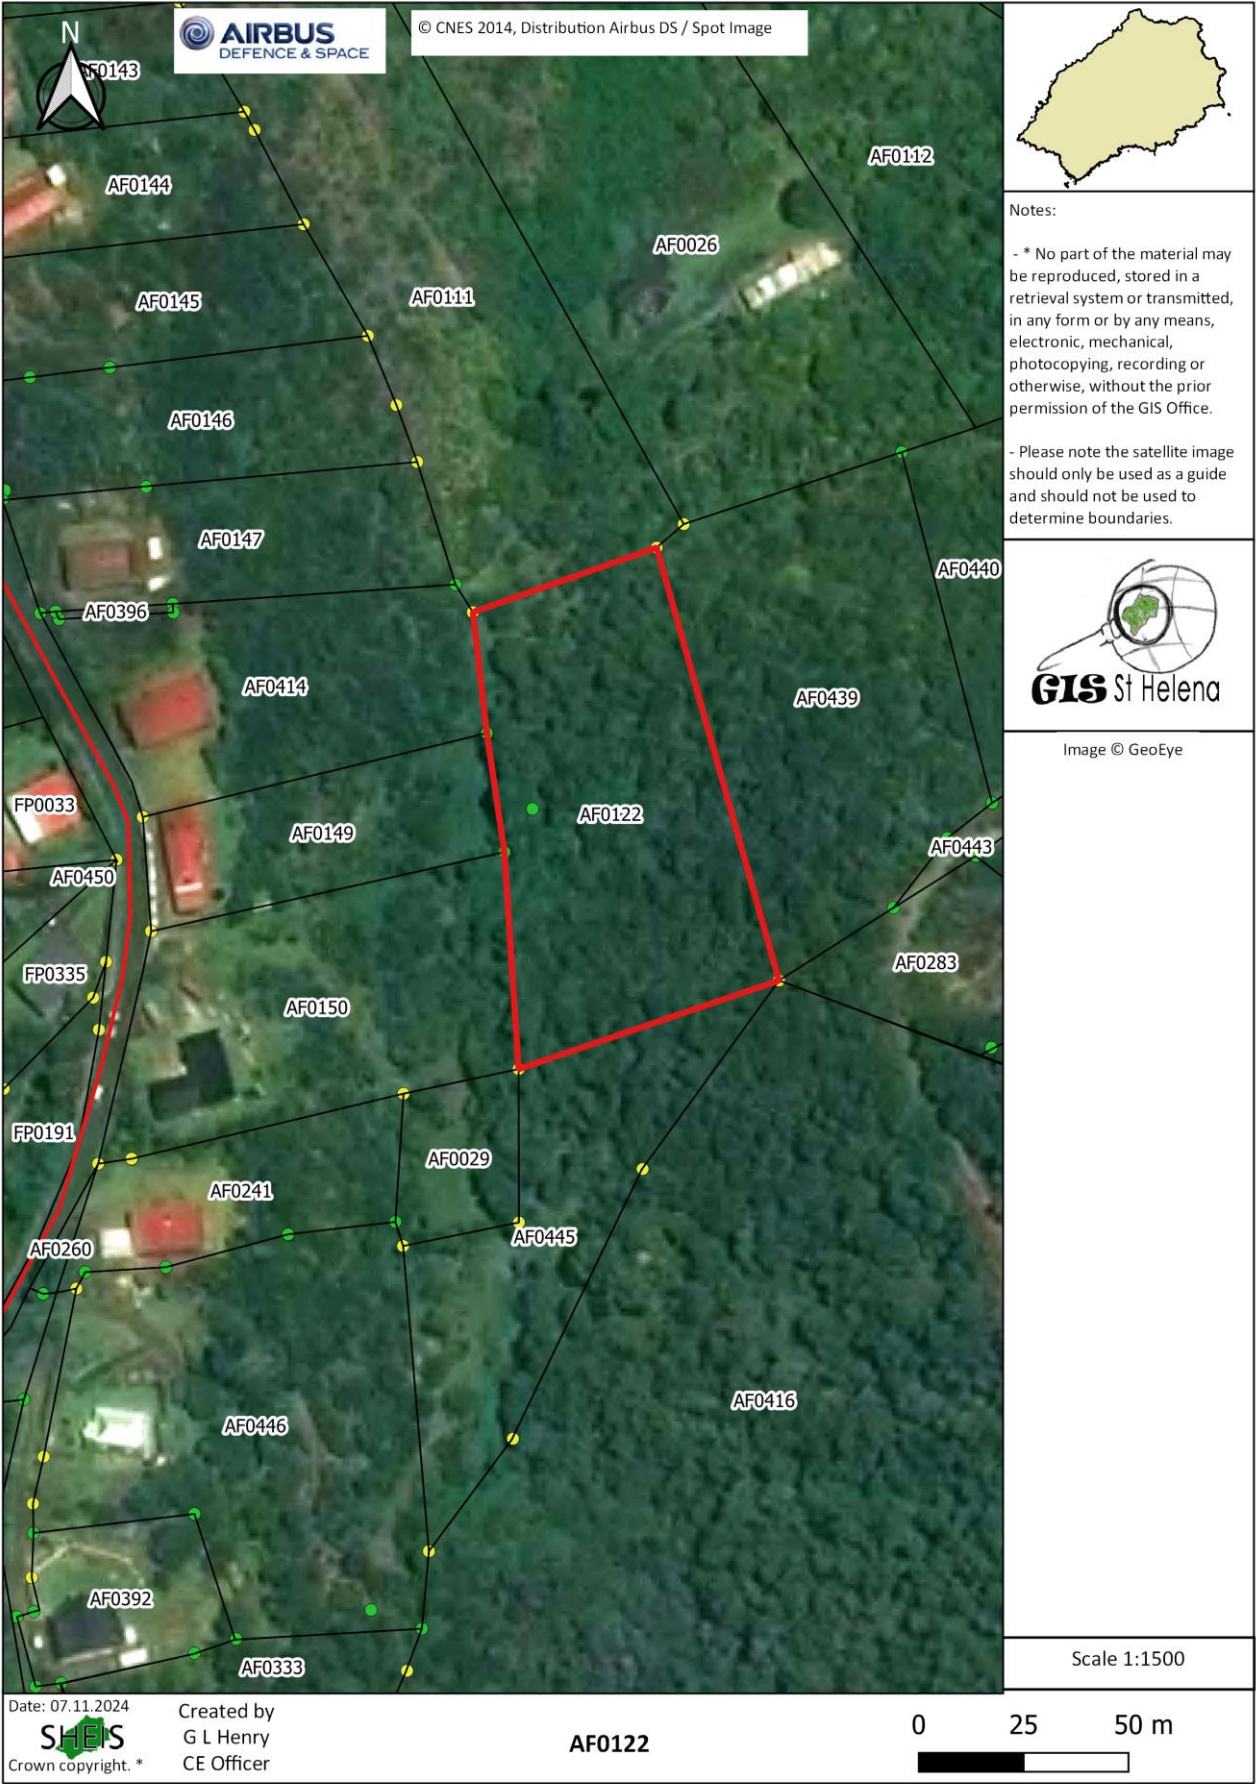 N
AIRBUS
DEFENCE & SPACE
© CNES 2014, Distribution Airbus DS / Spot Image
AF0143
AF0144
AF0112
AF0026
AF0145
AF0111
AF0146
AF0147
AF0440
AF0396
AF0414
AF0439
FP0033
AF0122
AF0149
AF0443
AF0450
AF0283
FP0335
AF0150
FP0191
AF0029
AF0241
AF0445
AF0260
AF0416
AF0446
AF0392
AF0333
Notes:
- * No part of the material may
be reproduced, stored in a
retrieval system or transmitted,
in any form or by any means,
electronic, mechanical,
photocopying, recording or
otherwise, without the prior
permission of the GIS Office.
- Please note the satellite image
should only be used as a guide
and should not be used to
determine boundaries.
GIS St Helena
Image © GeoEye
Scale 1:1500
Date: 07.11.2024
SHEIS
Crown copyright. *
Created by
G L Henry
CE Officer
AF0122
0 25 50 m